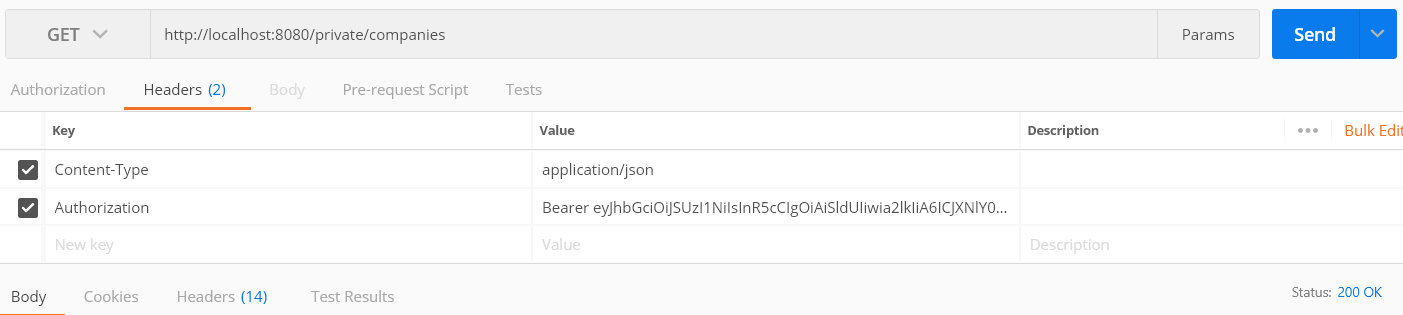 GET http://localhost:8080/private/companies Params Send
Authorization Headers (2) Body Pre-request Script Tests
Key Value Description ••• Bulk Edit
Content-Type application/json
Authorization Bearer eyJhbGciOiJSUzI1NiIsInR5cCIgOiAiSldUIiwia2lkIiA6ICJXNlY0...
New key Value Description
Body Cookies Headers (14) Test Results Status: 200 OK